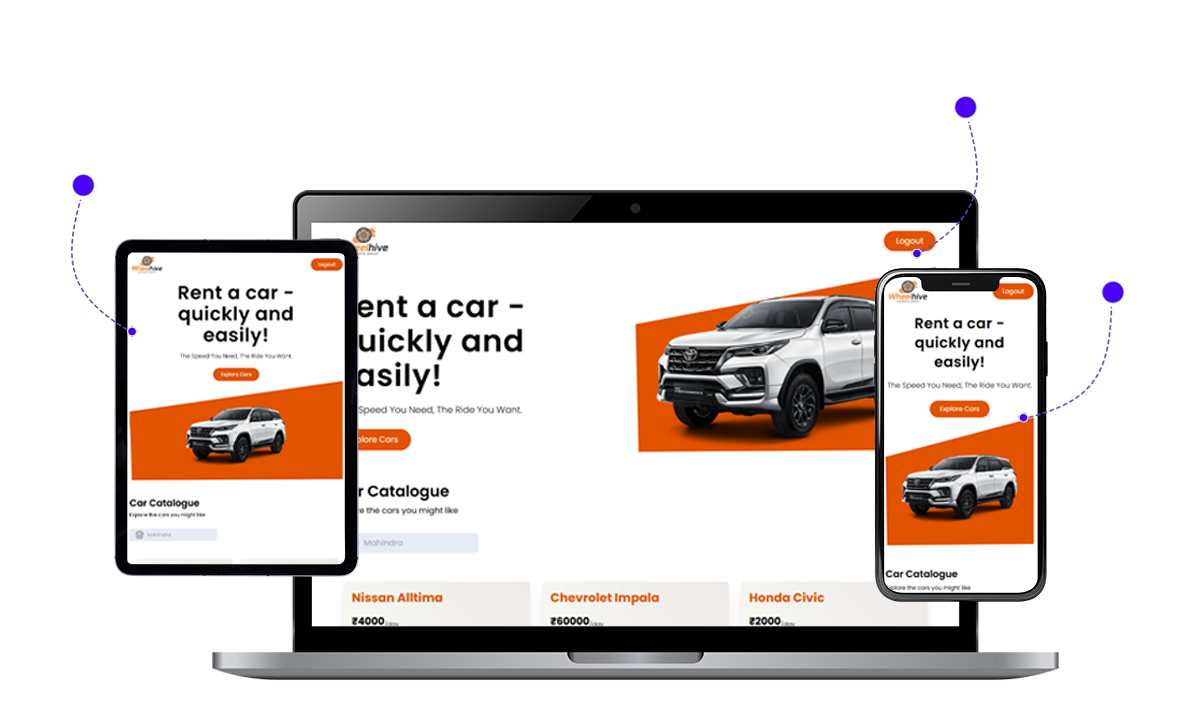 Wheelhive
Logout
Rent a car -
quickly and
easily!
The Speed You Need, The Ride You Want.
Explore Cars
Car Catalogue
Explore the cars you might like
Mahindra
eelhive
Logout
ent a car -
uickly and
asily!
Speed You Need, The Ride You Want.
plore Cars
r Catalogue
re the cars you might like
Mahindra
Nissan Alltima
Chevrolet Impala
Honda Civic
₹4000/day
₹60000/day
₹2000/day
Wheelhive
Logout
Rent a car -
quickly and
easily!
The Speed You Need, The Ride You Want.
Explore Cars
Car Catalogue
xplore the cars you might like